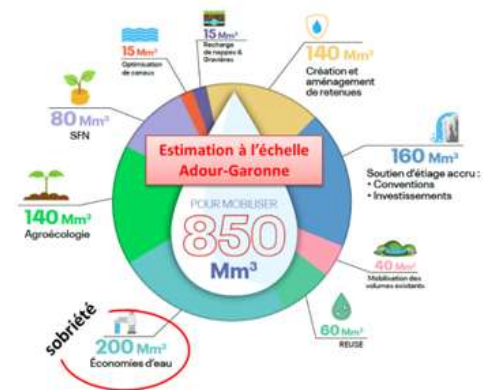 15 Mm³
Optimisation
de canaux
15 Mm³
Recharge
de nappes &
Gravières
140 Mm³
Création et
aménagement
de retenues
80 Mm³
SFN
Estimation à l'échelle
Adour-Garonne
160 Mm³
Soutien d'étiage accru :
• Conventions
• Investissements
140 Mm³
Agroécologie
POUR MOBILISER
850
Mm³
40 Mm³
Mobilisation des
volumes existants
60 Mm³
REUSE
sobriété
200 Mm³
Économies d'eau